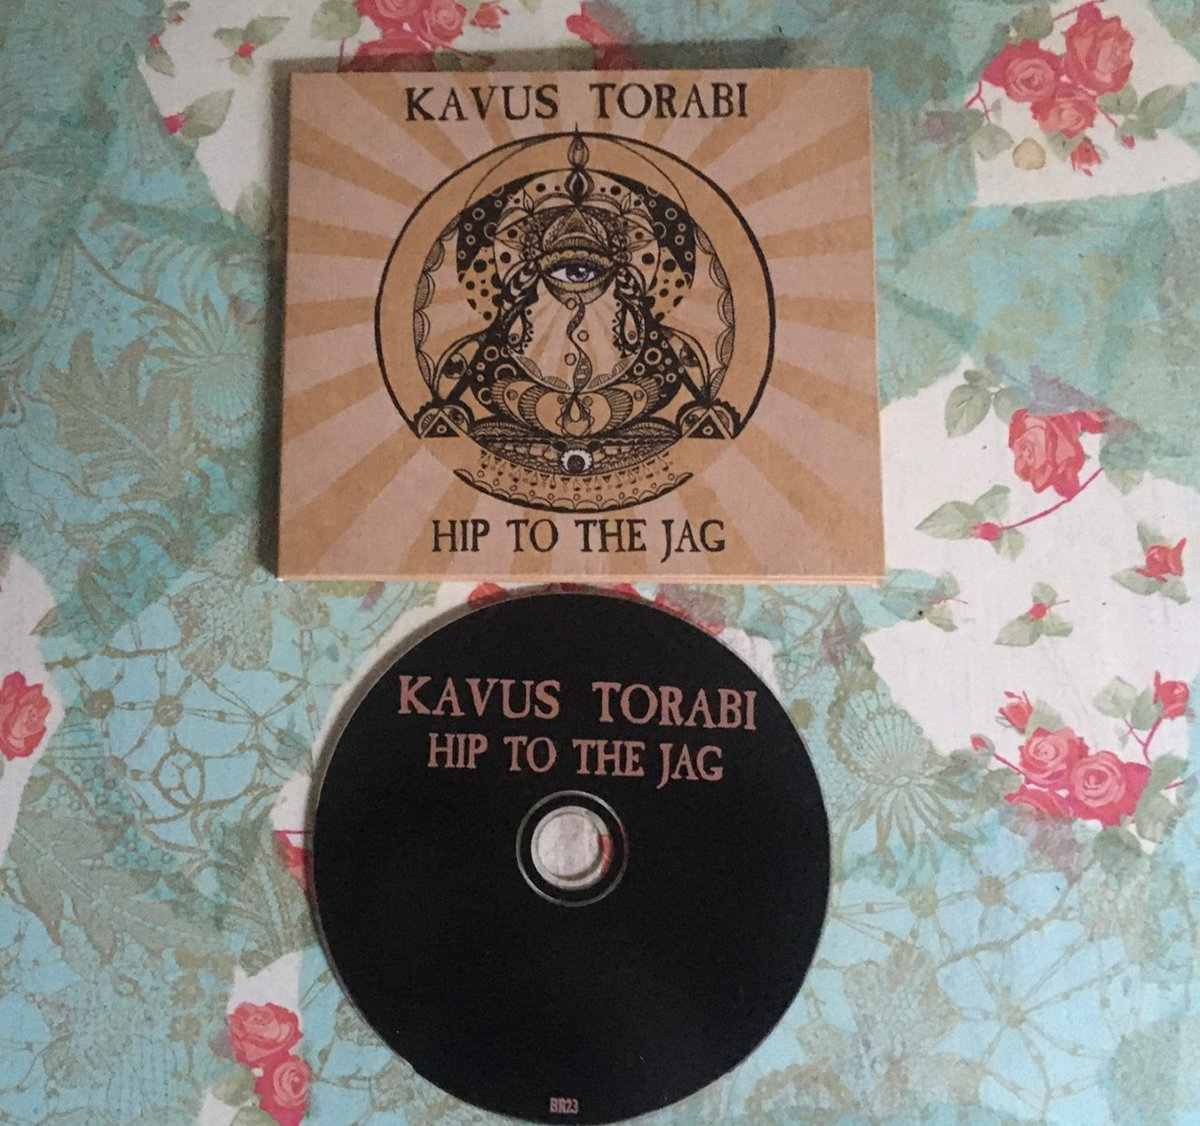 KAVUS TORABI
HIP TO THE JAG
KAVUS TORABI
HIP TO THE JAG
BR23